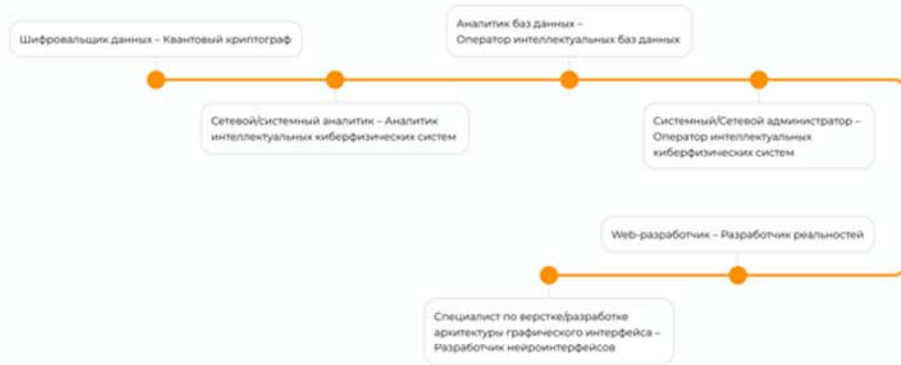 Шифровальщик данных – Квантовый криптограф
Аналитик баз данных –
Оператор интеллектуальных баз данных
Сетевой/системный аналитик – Аналитик
интеллектуальных киберфизических систем
Системный/Сетевой администратор –
Оператор интеллектуальных
киберфизических систем
Web-разработчик – Разработчик реальностей
Специалист по верстке/разработке
архитектуры графического интерфейса –
Разработчик нейроинтерфейсов